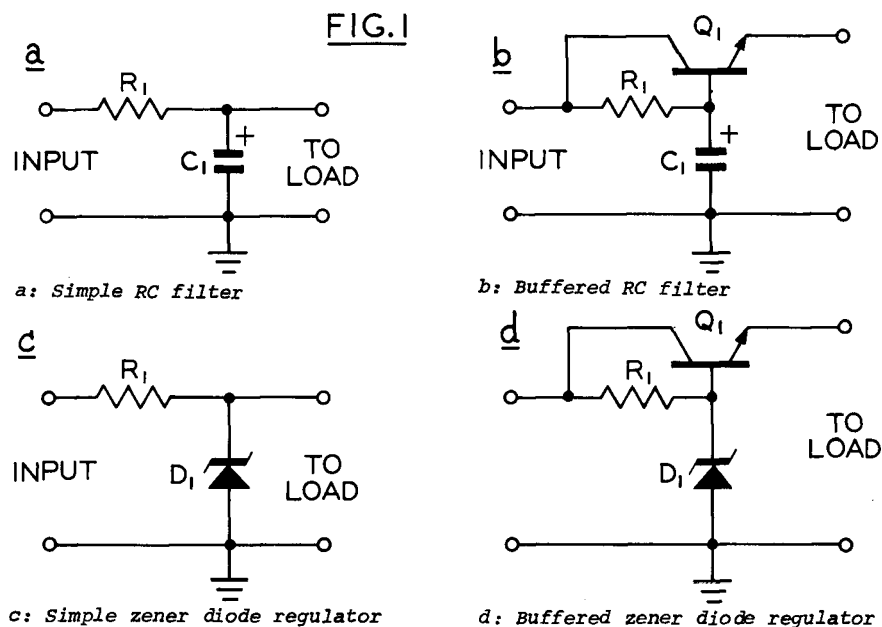 FIG.1
a
R1
+
C1
INPUT
TO
LOAD
a: Simple RC filter
b
Q1
R1
+
C1
INPUT
TO
LOAD
b: Buffered RC filter
c
R1
D1
INPUT
TO
LOAD
c: Simple zener diode regulator
d
Q1
R1
D1
TO
LOAD
d: Buffered zener diode regulator